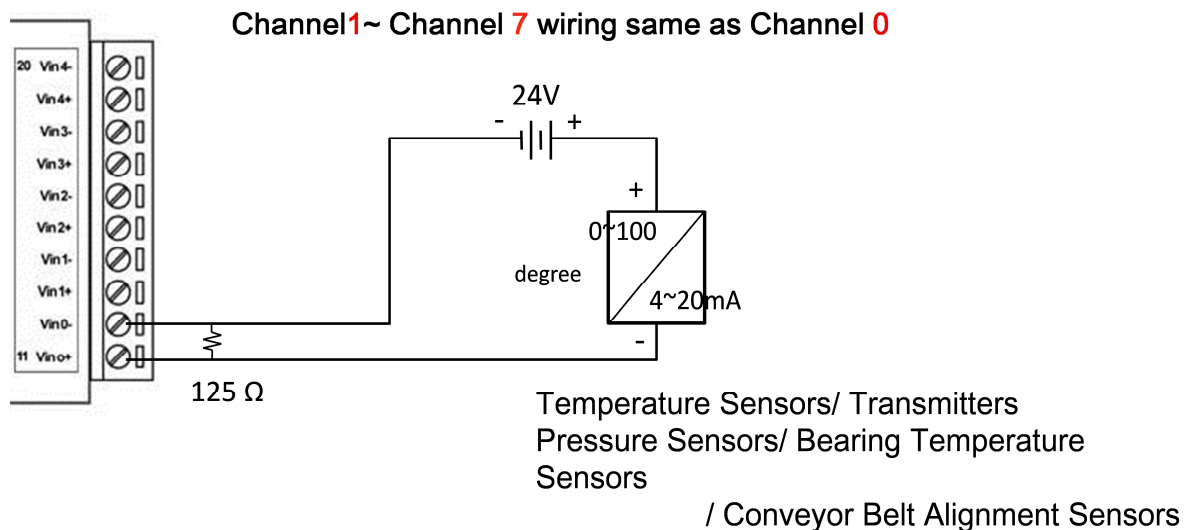 Channel1~ Channel 7 wiring same as Channel 0
20 Vin4-
Vin4+
Vin3-
Vin3+
Vin2-
Vin2+
Vin1-
Vin1+
Vin0-
11 Vino+
24V
- +
+
0~100
degree
4~20mA
-
125 Ω
Temperature Sensors/ Transmitters
Pressure Sensors/ Bearing Temperature
Sensors
/ Conveyor Belt Alignment Sensors